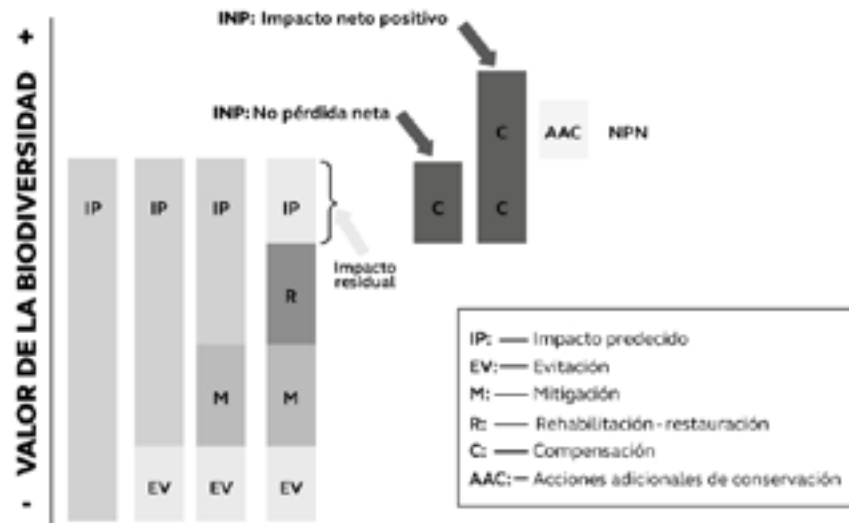 +
VALOR DE LA BIODIVERSIDAD
-
INP: Impacto neto positivo
INP: No pérdida neta
C
AAC
NPN
IP
IP
IP
IP
C
C
Impacto
residual
R
M
M
EV
EV
EV
IP: — Impacto predecido
EV: — Evitación
M: — Mitigación
R: — Rehabilitación - restauración
C: — Compensación
AAC: — Acciones adicionales de conservación